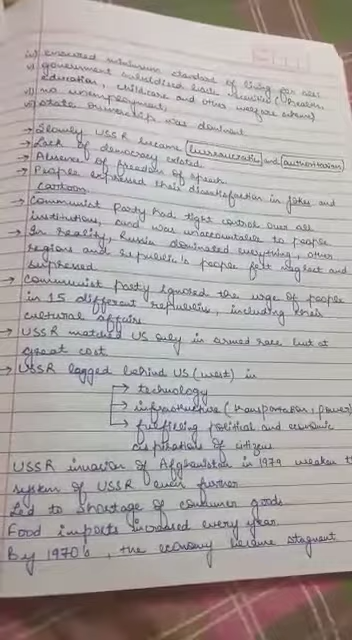 iv) ensured minimum standard of living for all
v) government subsidised basic necessities (health,
education, childcare and other welfare schemes)
vi) no unemployment
vii) state ownership was dominant
→ Slowly USSR became bureaucratic and authoritarian
→ Lack of democracy existed
→ Absence of freedom of speech
→ People expressed their dissatisfaction in jokes and
cartoon
→ Communist Party had tight control over all
institutions, and was unaccountable to people
→ In reality, Russia dominated everything, other
regions and republic's people felt neglect and
supressed
→ Communist Party ignored the urge of people
in 15 different republics, including their
cultural affairs
→ USSR matched US only in armed race but at
great cost
→ USSR lagged behind US (west) in
→ technology
→ infrastructure (transportation, power)
→ fulfilling political and economic
aspirations of citizens
USSR invasion of Afghanistan in 1979 weaken the
system of USSR even further
Led to shortage of consumer goods
Food imports increased every year
By 1970's, the economy became stagnent